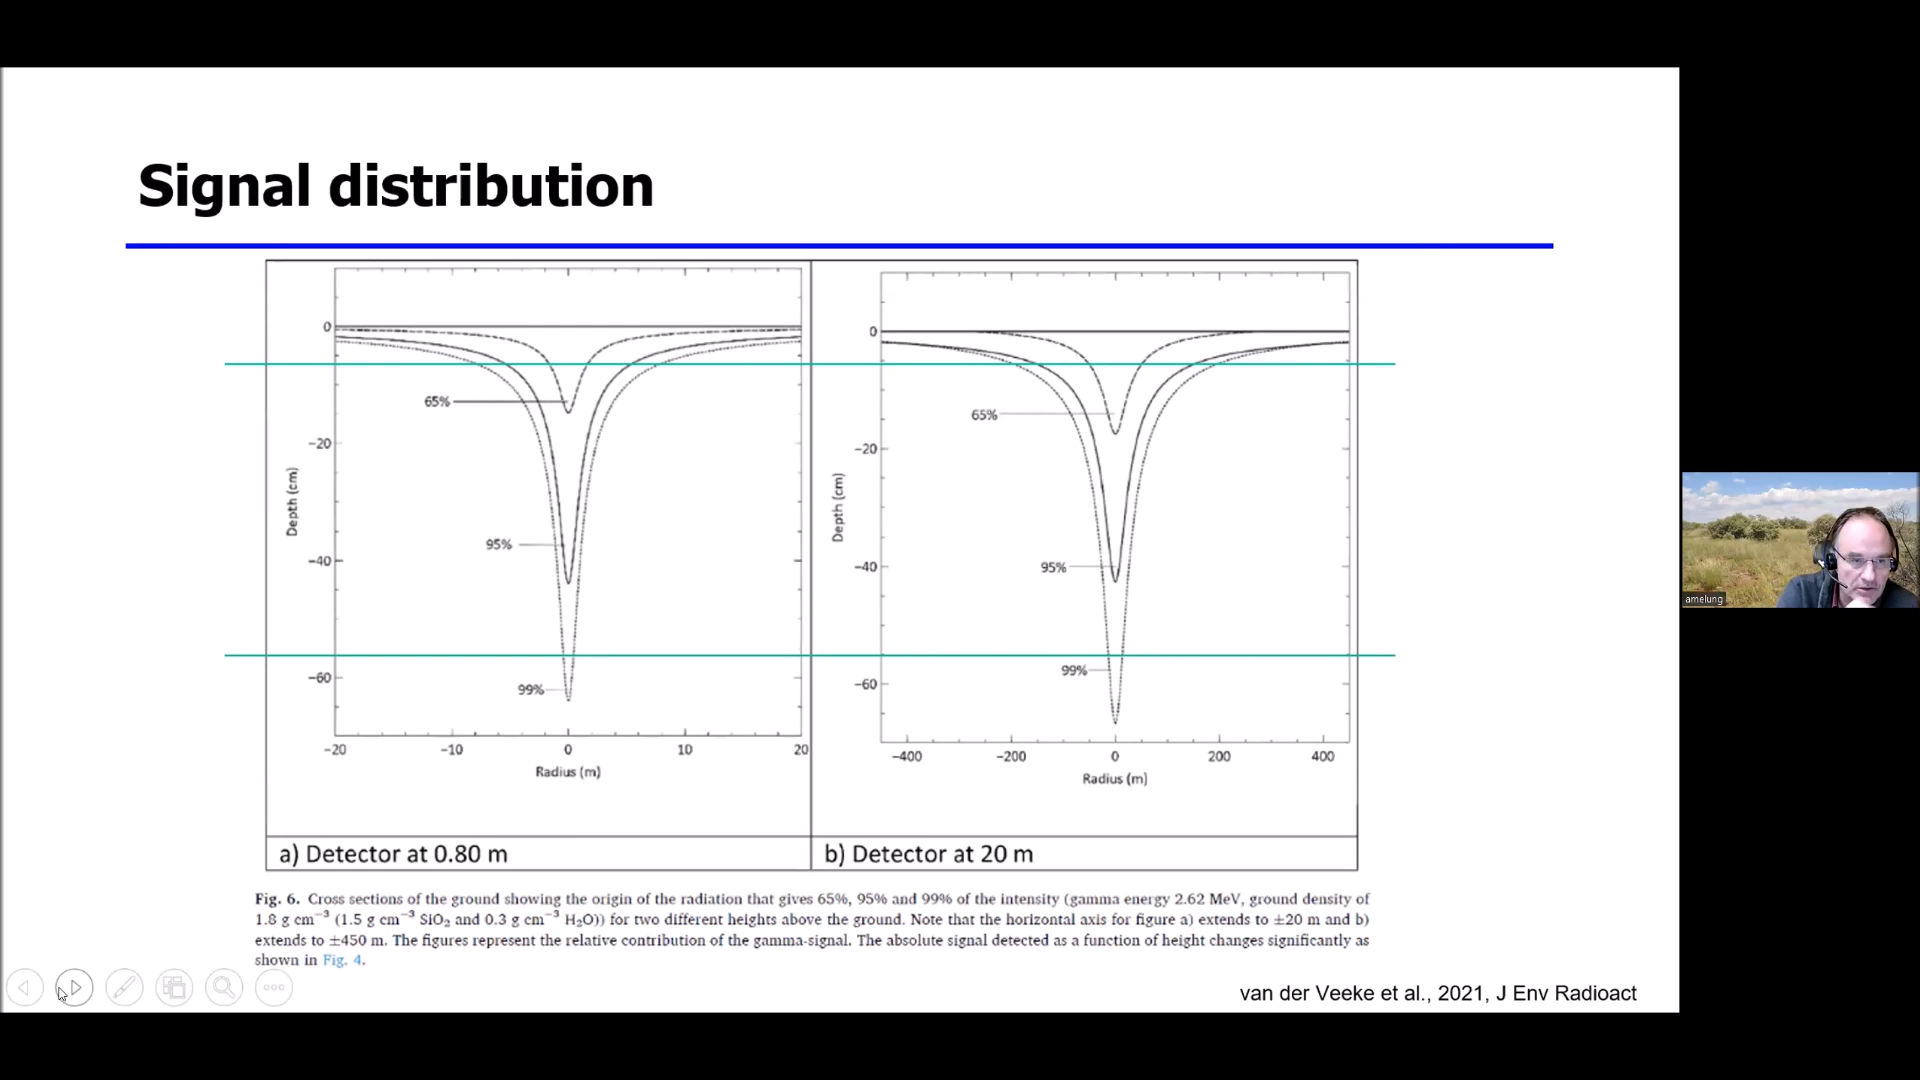 Signal distribution
0
65%
−20
Depth (cm)
95%
−40
−60
99%
−20 −10 0 10 20
Radius (m)
0
65%
−20
Depth (cm)
95%
−40
99%
−60
−400 −200 0 200 400
Radius (m)
a) Detector at 0.80 m
b) Detector at 20 m
Fig. 6. Cross sections of the ground showing the origin of the radiation that gives 65%, 95% and 99% of the intensity (gamma energy 2.62 MeV, ground density of
1.8 g cm⁻³ (1.5 g cm⁻³ SiO₂ and 0.3 g cm⁻³ H₂O)) for two different heights above the ground. Note that the horizontal axis for figure a) extends to ±20 m and b)
extends to ±450 m. The figures represent the relative contribution of the gamma-signal. The absolute signal detected as a function of height changes significantly as
shown in Fig. 4.
van der Veeke et al., 2021, J Env Radioact
amelung